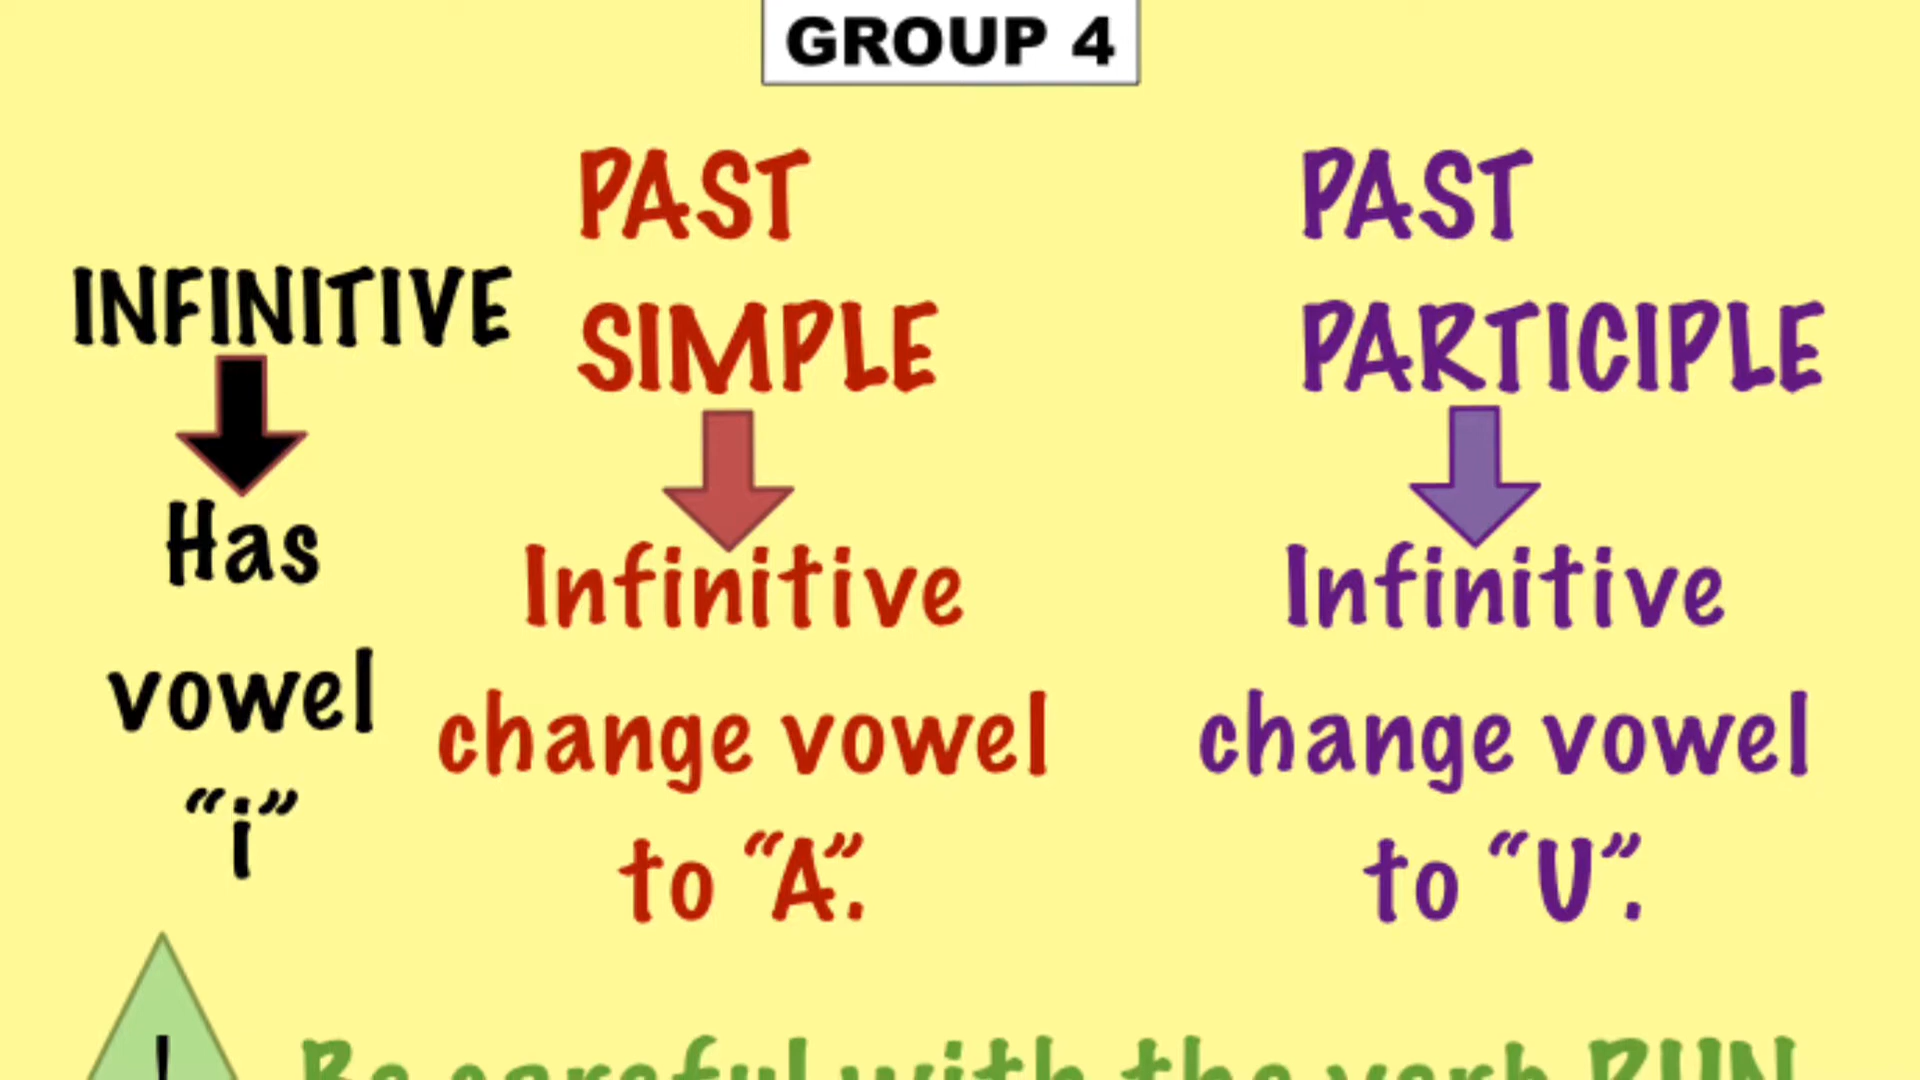 GROUP 4
INFINITIVE
Has
vowel
“i”
PAST
SIMPLE
Infinitive
change vowel
to “A”.
PAST
PARTICIPLE
Infinitive
change vowel
to “U”.
!
Be careful with the verb RUN